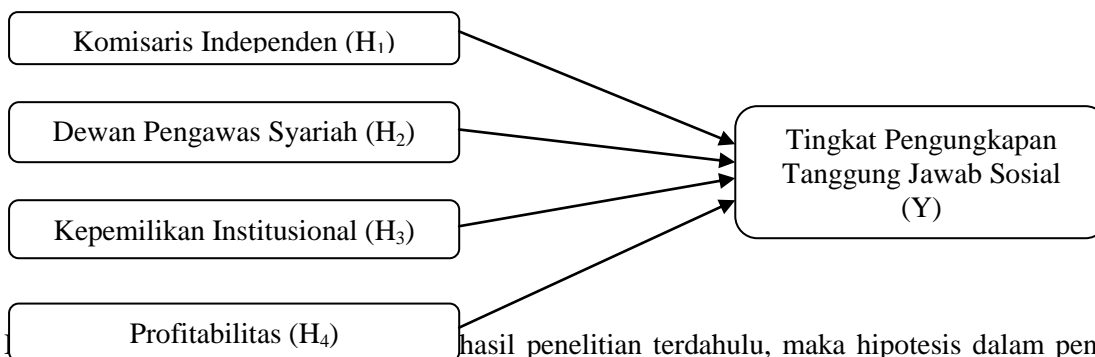 Komisaris Independen (H₁)
Dewan Pengawas Syariah (H₂)
Kepemilikan Institusional (H₃)
Profitabilitas (H₄)
Tingkat Pengungkapan
Tanggung Jawab Sosial
(Y)
hasil penelitian terdahulu, maka hipotesis dalam